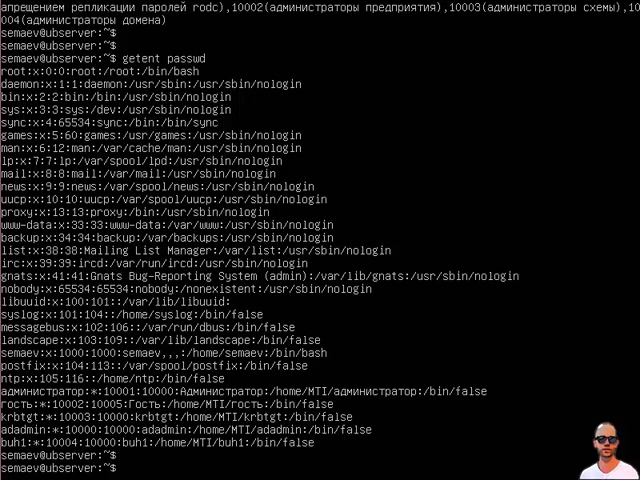 апрещением репликации паролей rodc),10002(администраторы предприятия),10003(администраторы схемы),10
004(администраторы домена)
semaev@ubserver:~$
semaev@ubserver:~$
semaev@ubserver:~$ getent passwd
root:x:0:0:root:/root:/bin/bash
daemon:x:1:1:daemon:/usr/sbin:/usr/sbin/nologin
bin:x:2:2:bin:/bin:/usr/sbin/nologin
sys:x:3:3:sys:/dev:/usr/sbin/nologin
sync:x:4:65534:sync:/bin:/bin/sync
games:x:5:60:games:/usr/games:/usr/sbin/nologin
man:x:6:12:man:/var/cache/man:/usr/sbin/nologin
lp:x:7:7:lp:/var/spool/lpd:/usr/sbin/nologin
mail:x:8:8:mail:/var/mail:/usr/sbin/nologin
news:x:9:9:news:/var/spool/news:/usr/sbin/nologin
uucp:x:10:10:uucp:/var/spool/uucp:/usr/sbin/nologin
proxy:x:13:13:proxy:/bin:/usr/sbin/nologin
www-data:x:33:33:www-data:/var/www:/usr/sbin/nologin
backup:x:34:34:backup:/var/backups:/usr/sbin/nologin
list:x:38:38:Mailing List Manager:/var/list:/usr/sbin/nologin
irc:x:39:39:ircd:/var/run/ircd:/usr/sbin/nologin
gnats:x:41:41:Gnats Bug-Reporting System (admin):/var/lib/gnats:/usr/sbin/nologin
nobody:x:65534:65534:nobody:/nonexistent:/usr/sbin/nologin
libuuid:x:100:101::/var/lib/libuuid:
syslog:x:101:104::/home/syslog:/bin/false
messagebus:x:102:106::/var/run/dbus:/bin/false
landscape:x:103:109::/var/lib/landscape:/bin/false
semaev:x:1000:1000:semaev,,,:/home/semaev:/bin/bash
postfix:x:104:113::/var/spool/postfix:/bin/false
ntp:x:105:116::/home/ntp:/bin/false
администратор:*:10001:10000:Администратор:/home/MTI/администратор:/bin/false
гость:*:10002:10005:Гость:/home/MTI/гость:/bin/false
krbtgt:*:10003:10000:krbtgt:/home/MTI/krbtgt:/bin/false
adadmin:*:10000:10000:adadmin:/home/MTI/adadmin:/bin/false
buh1:*:10004:10000:buh1:/home/MTI/buh1:/bin/false
semaev@ubserver:~$
semaev@ubserver:~$